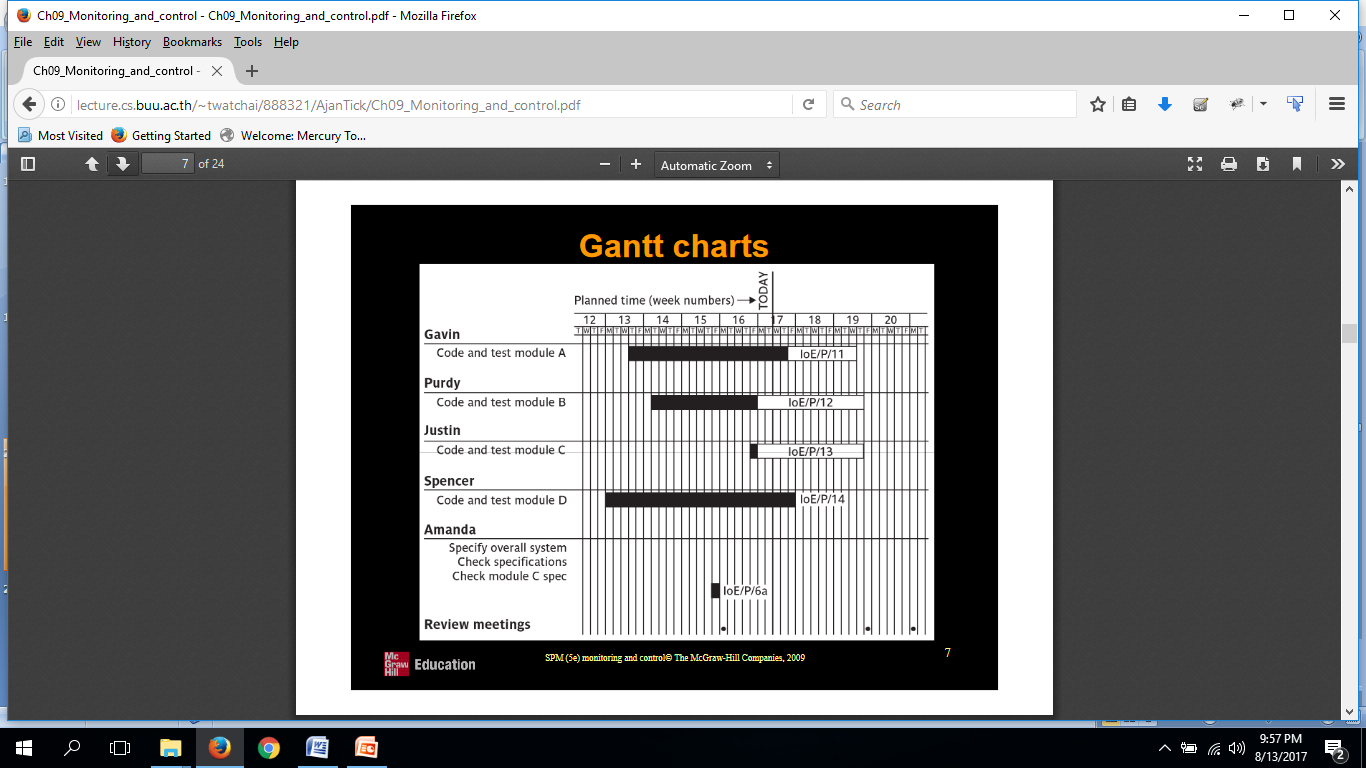 Ch09_Monitoring_and_control - Ch09_Monitoring_and_control.pdf - Mozilla Firefox
File Edit View History Bookmarks Tools Help
Ch09_Monitoring_and_control -
lecture.cs.buu.ac.th/~twatchai/888321/AjanTick/Ch09_Monitoring_and_control.pdf
Search
Most Visited Getting Started Welcome: Mercury To...
7 of 24
Automatic Zoom
Gantt charts
TODAY
Planned time (week numbers)
12 13 14 15 16 17 18 19 20
T W T F M T W T F M T W T F M T W T F M T W T F M T W T F M T W T F M T W T F M T W T F M T
Gavin
Code and test module A IoE/P/11
Purdy
Code and test module B IoE/P/12
Justin
Code and test module C IoE/P/13
Spencer
Code and test module D IoE/P/14
Amanda
Specify overall system
Check specifications
Check module C spec
IoE/P/6a
Review meetings
Mc Graw Hill Education
SPM (5e) monitoring and control© The McGraw-Hill Companies, 2009
7
9:57 PM
8/13/2017
2